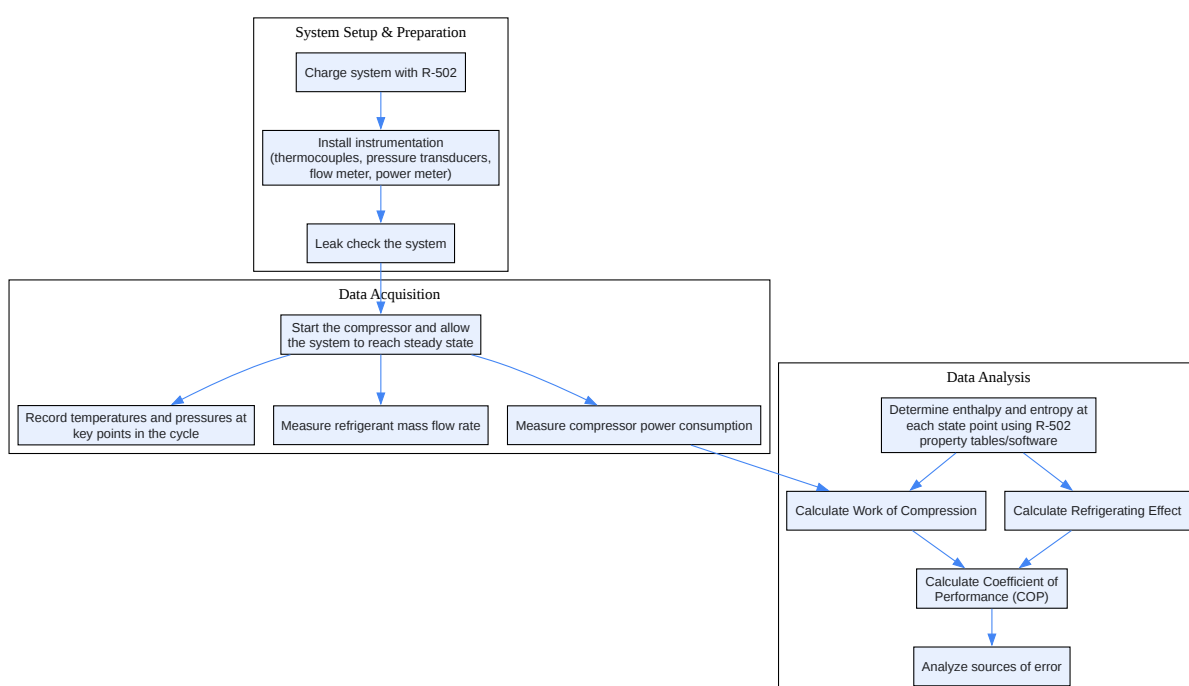 System Setup & Preparation
Charge system with R-502
Install instrumentation
(thermocouples, pressure transducers,
flow meter, power meter)
Leak check the system
Data Acquisition
Start the compressor and allow
the system to reach steady state
Record temperatures and pressures at
key points in the cycle
Measure refrigerant mass flow rate
Measure compressor power consumption
Data Analysis
Determine enthalpy and entropy at
each state point using R-502
property tables/software
Calculate Work of Compression
Calculate Refrigerating Effect
Calculate Coefficient of
Performance (COP)
Analyze sources of error